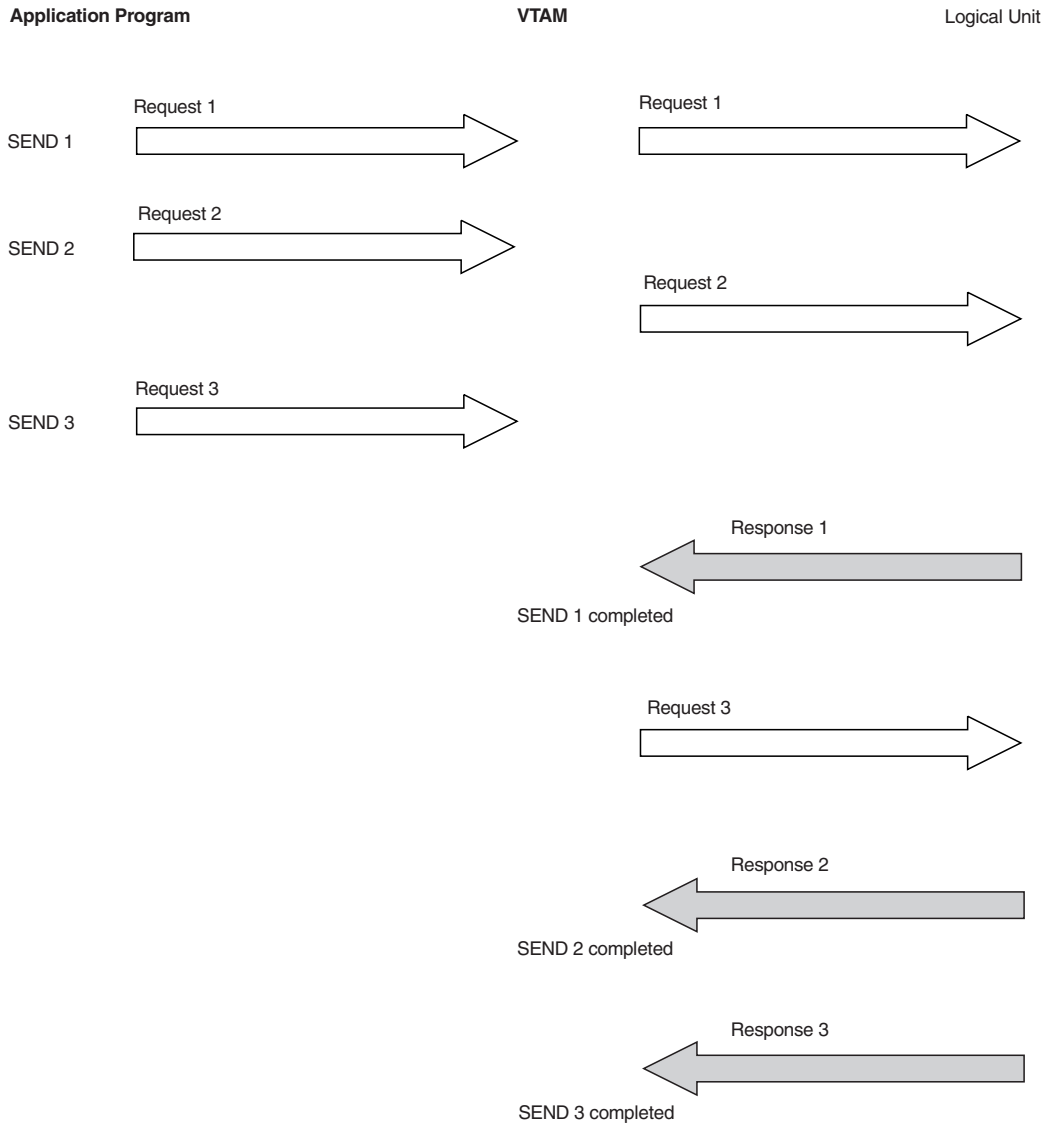 Application Program
VTAM
Logical Unit
Request 1
Request 1
SEND 1
Request 2
SEND 2
Request 2
Request 3
SEND 3
Response 1
SEND 1 completed
Request 3
Response 2
SEND 2 completed
Response 3
SEND 3 completed